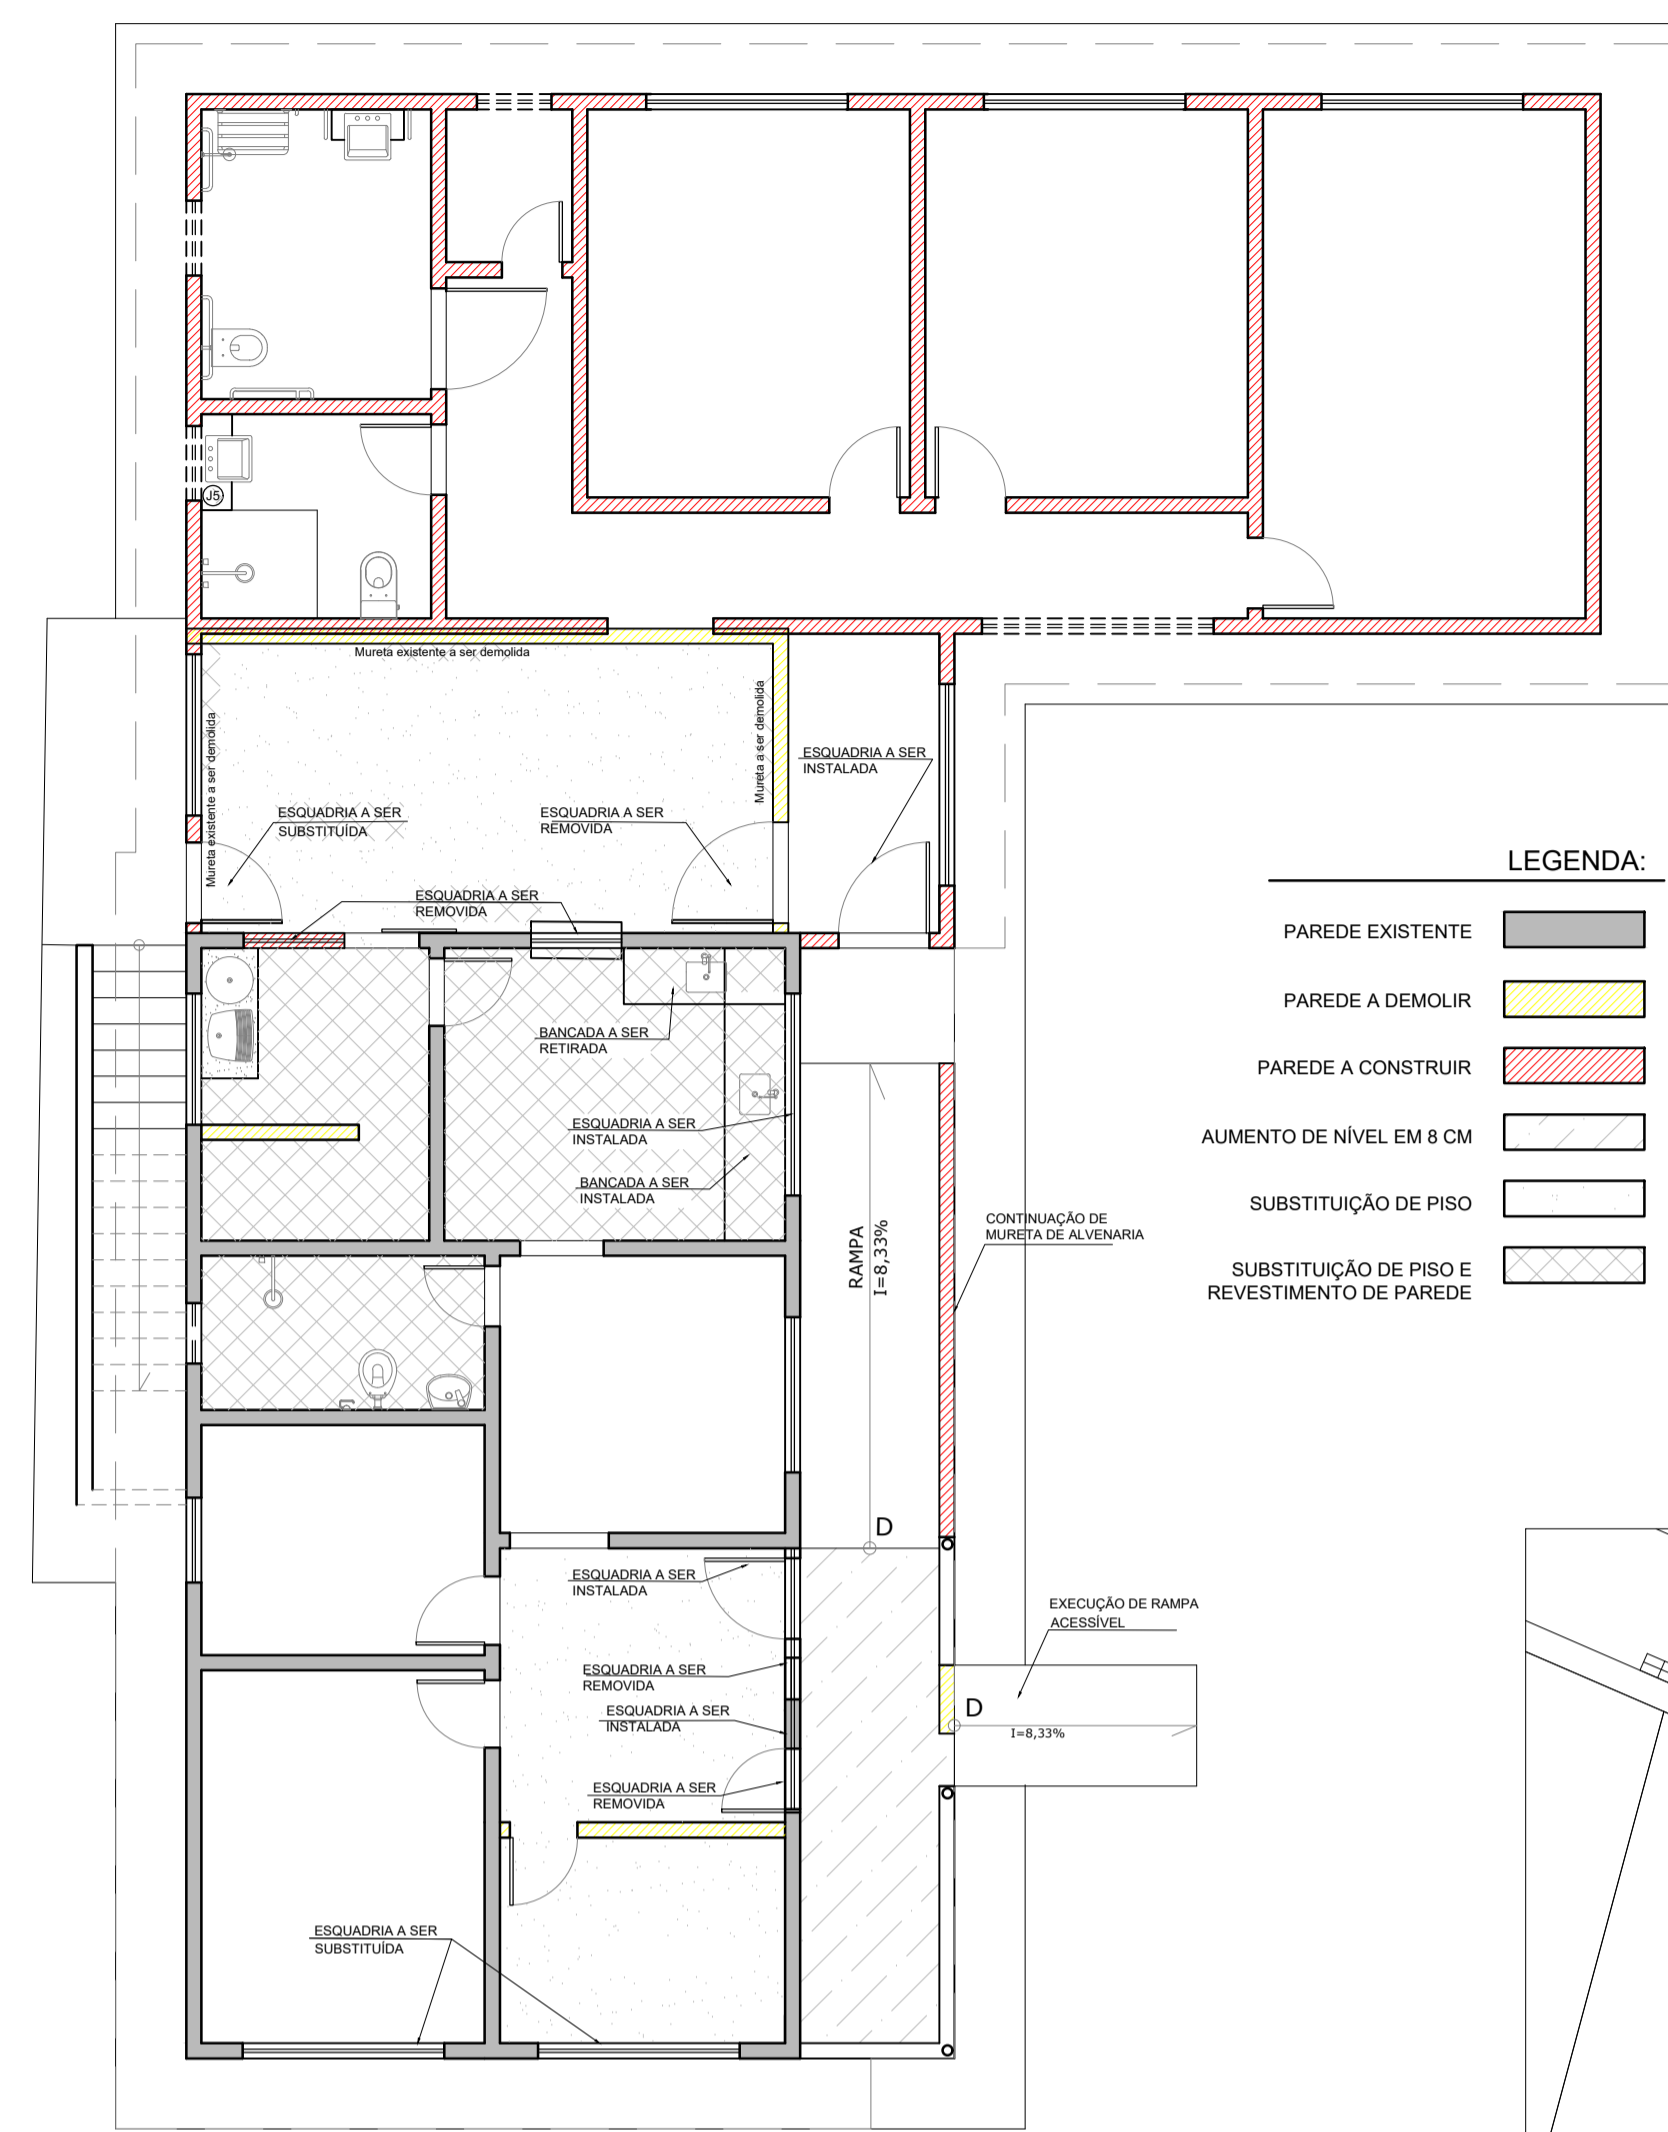 J5
Mureta existente a ser demolida
Mureta existente a ser demolida
Mureta a ser demolida
ESQUADRIA A SER
INSTALADA
ESQUADRIA A SER
SUBSTITUÍDA
ESQUADRIA A SER
REMOVIDA
ESQUADRIA A SER
REMOVIDA
LEGENDA:
PAREDE EXISTENTE
PAREDE A DEMOLIR
PAREDE A CONSTRUIR
AUMENTO DE NÍVEL EM 8 CM
SUBSTITUIÇÃO DE PISO
SUBSTITUIÇÃO DE PISO E
REVESTIMENTO DE PAREDE
BANCADA A SER
RETIRADA
ESQUADRIA A SER
INSTALADA
BANCADA A SER
INSTALADA
RAMPA
I=8,33%
CONTINUAÇÃO DE
MURETA DE ALVENARIA
D
ESQUADRIA A SER
INSTALADA
EXECUÇÃO DE RAMPA
ACESSÍVEL
ESQUADRIA A SER
REMOVIDA
ESQUADRIA A SER
INSTALADA
D
I=8,33%
ESQUADRIA A SER
REMOVIDA
ESQUADRIA A SER
SUBSTITUÍDA